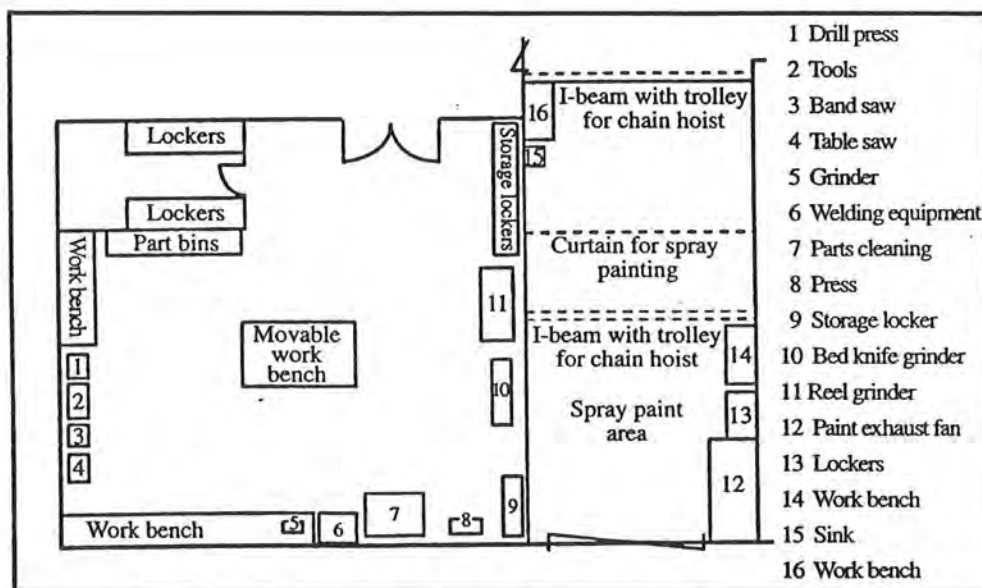 Lockers
Lockers
Part bins
Work bench
1
2
3
4
Movable
work
bench
Work bench
5
6
7
8
9
10
11
Storage lockers
16
15
I-beam with trolley
for chain hoist
Curtain for spray
painting
I-beam with trolley
for chain hoist
Spray paint
area
14
13
12
1 Drill press
2 Tools
3 Band saw
4 Table saw
5 Grinder
6 Welding equipment
7 Parts cleaning
8 Press
9 Storage locker
10 Bed knife grinder
11 Reel grinder
12 Paint exhaust fan
13 Lockers
14 Work bench
15 Sink
16 Work bench